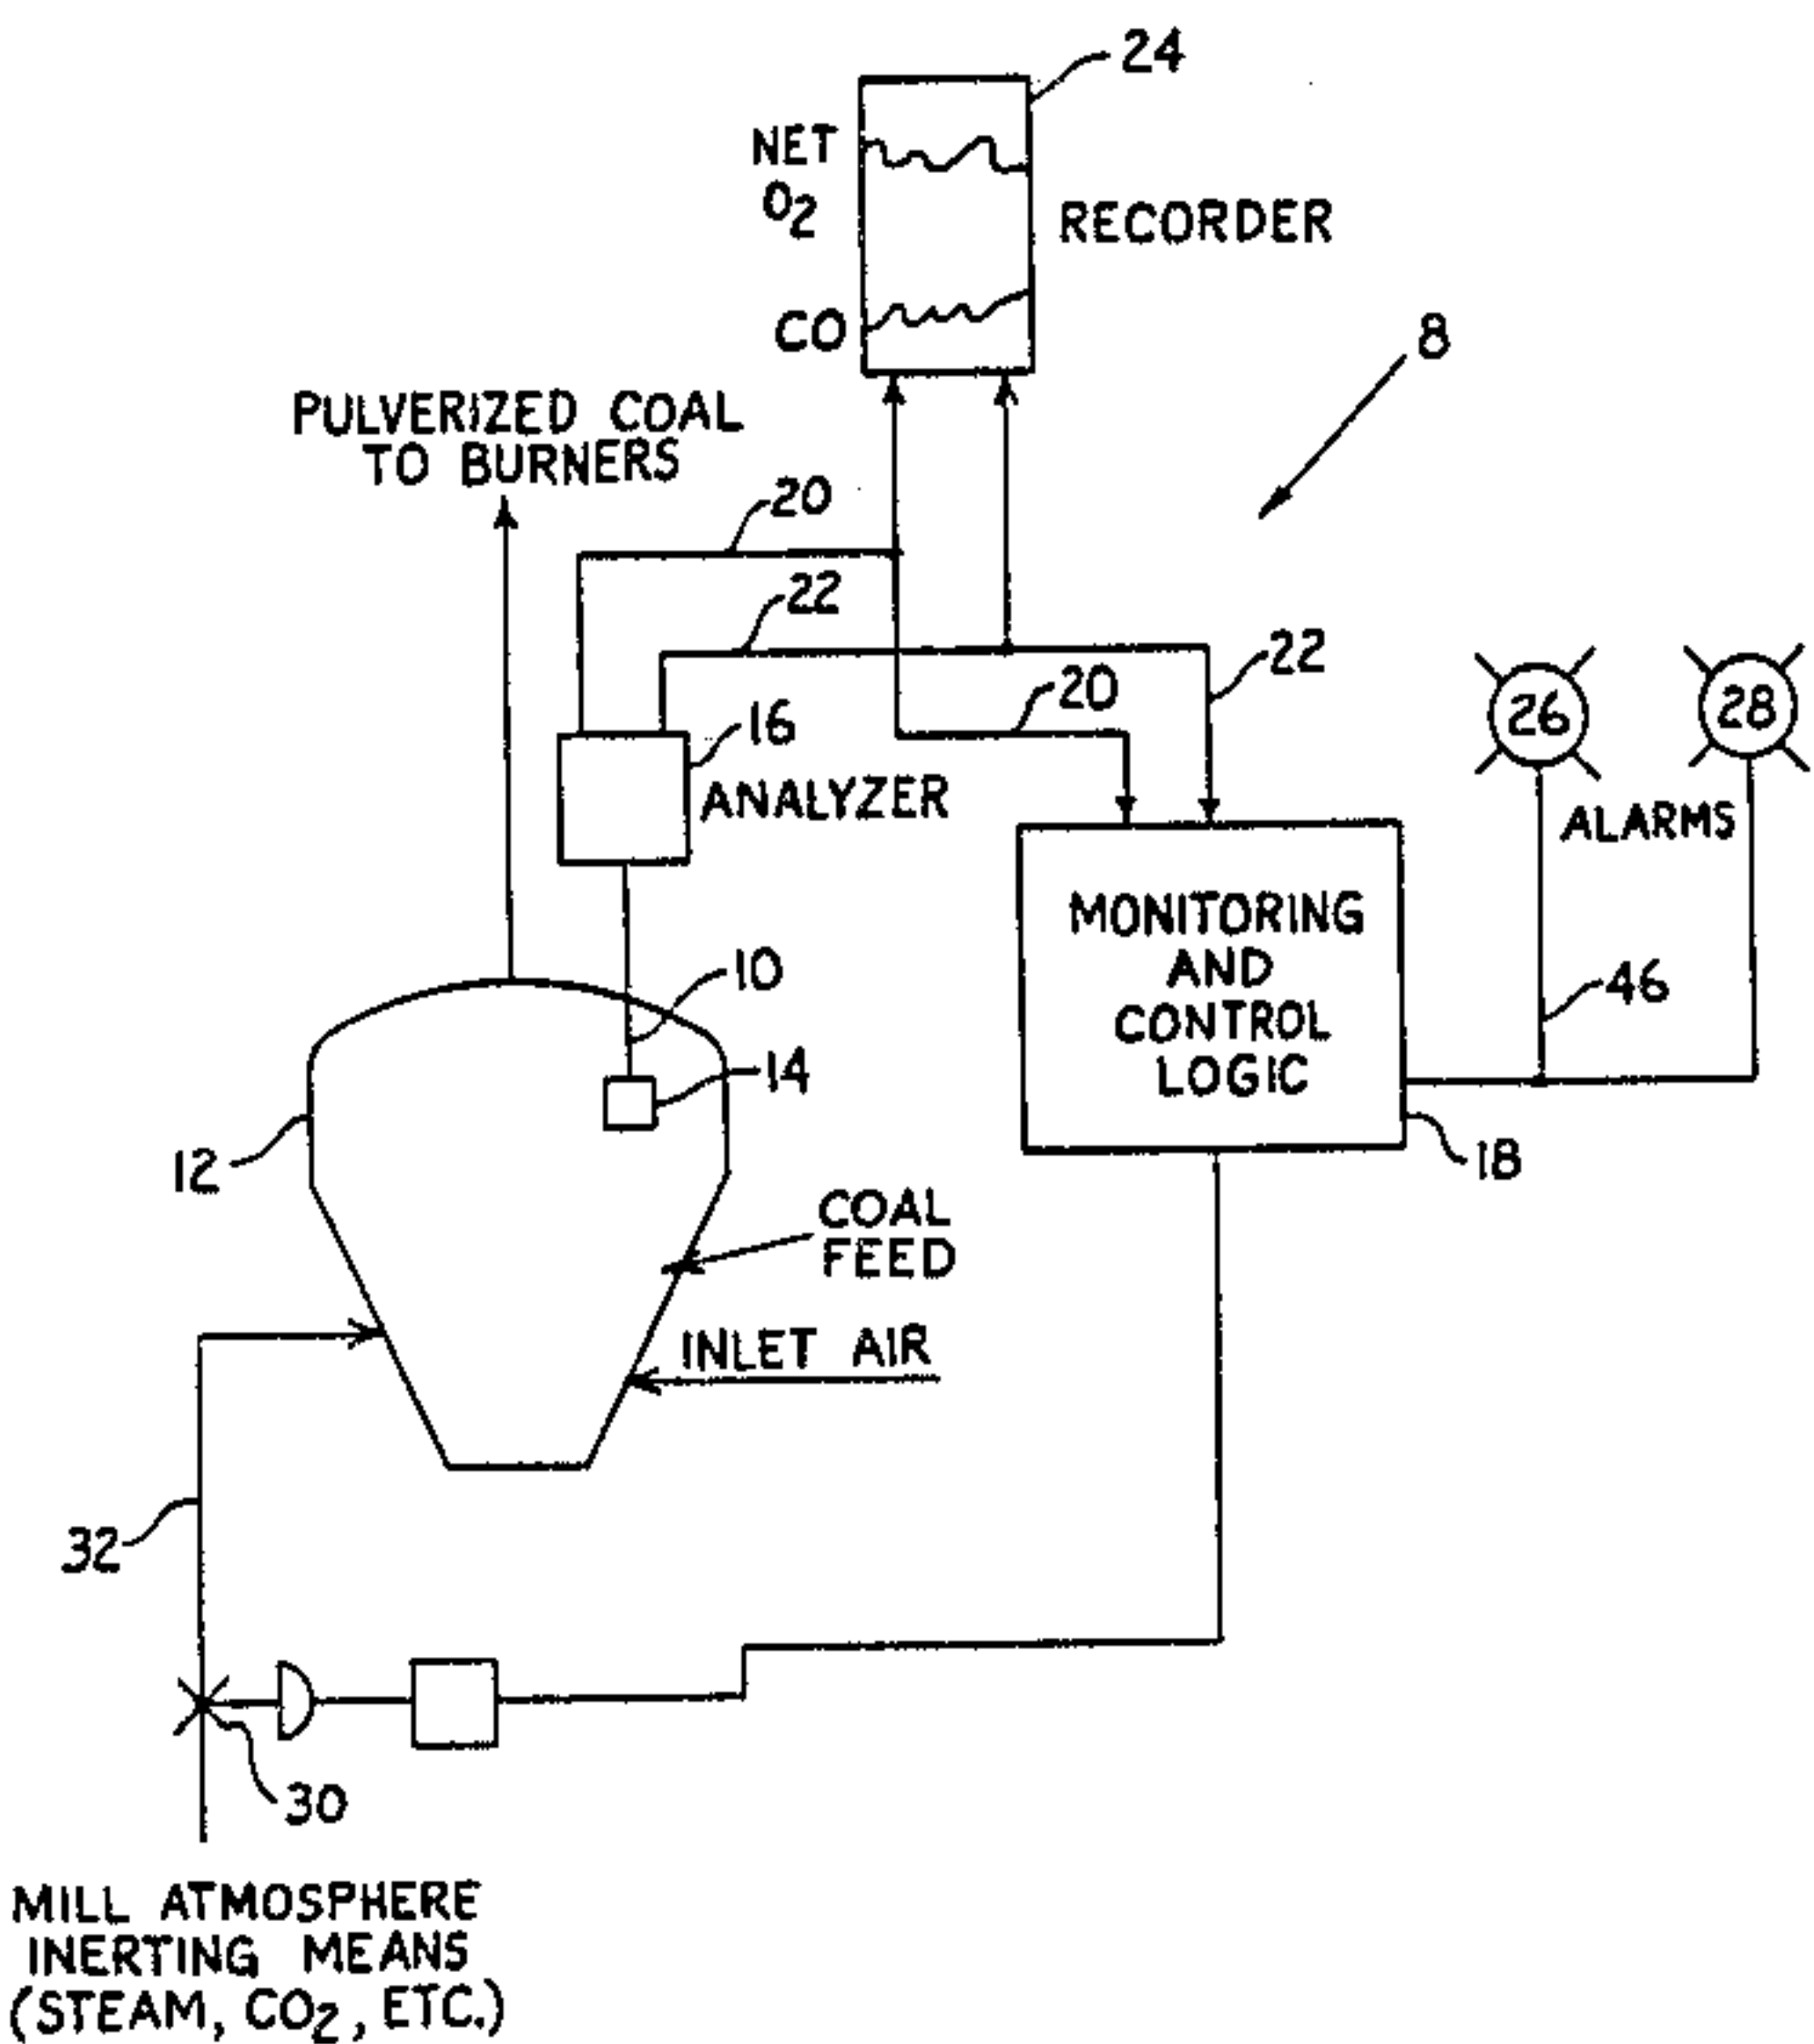 24
NET
O2
RECORDER
CO
8
PULVERIZED COAL
TO BURNERS
20
22
22
20
26
28
16
ANALYZER
ALARMS
MONITORING
AND
CONTROL
LOGIC
10
46
14
12
18
COAL
FEED
INLET AIR
32
30
MILL ATMOSPHERE
INERTING MEANS
(STEAM, CO2, ETC.)